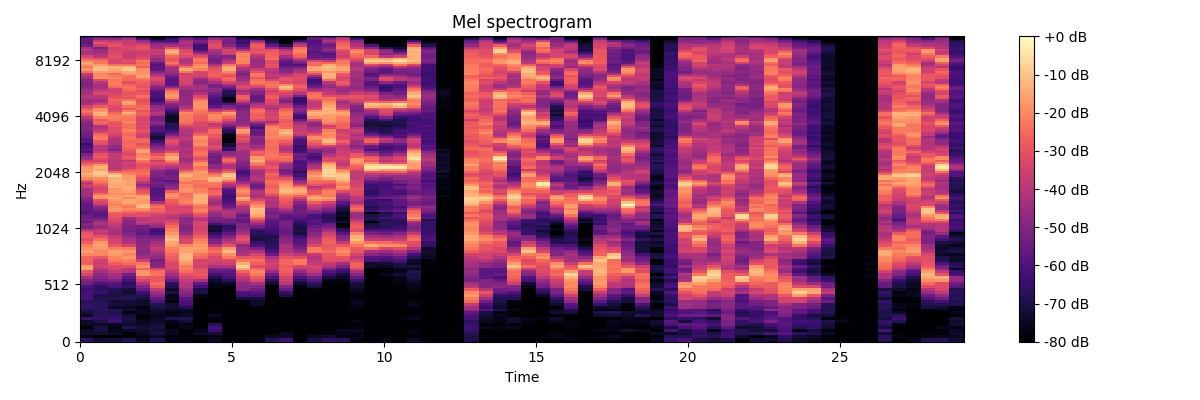 Mel spectrogram
Hz
8192
4096
2048
1024
512
0
0 5 10 15 20 25
Time
+0 dB
-10 dB
-20 dB
-30 dB
-40 dB
-50 dB
-60 dB
-70 dB
-80 dB